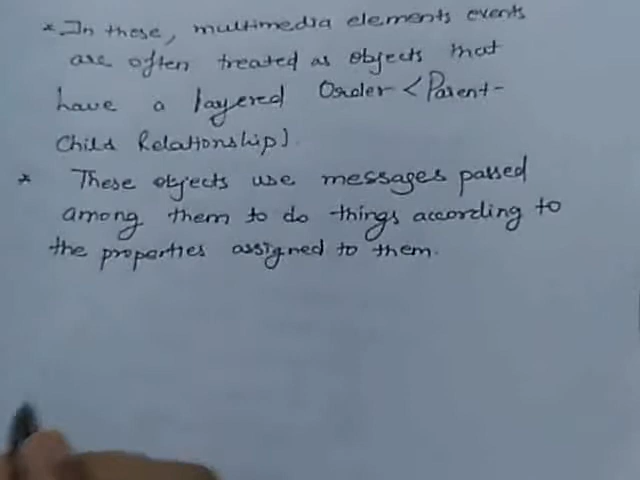 * In these, multimedia elements events
are often treated as objects that
have a layered Order < Parent-
Child Relationship)
* These objects use messages passed
among them to do things according to
the properties assigned to them.